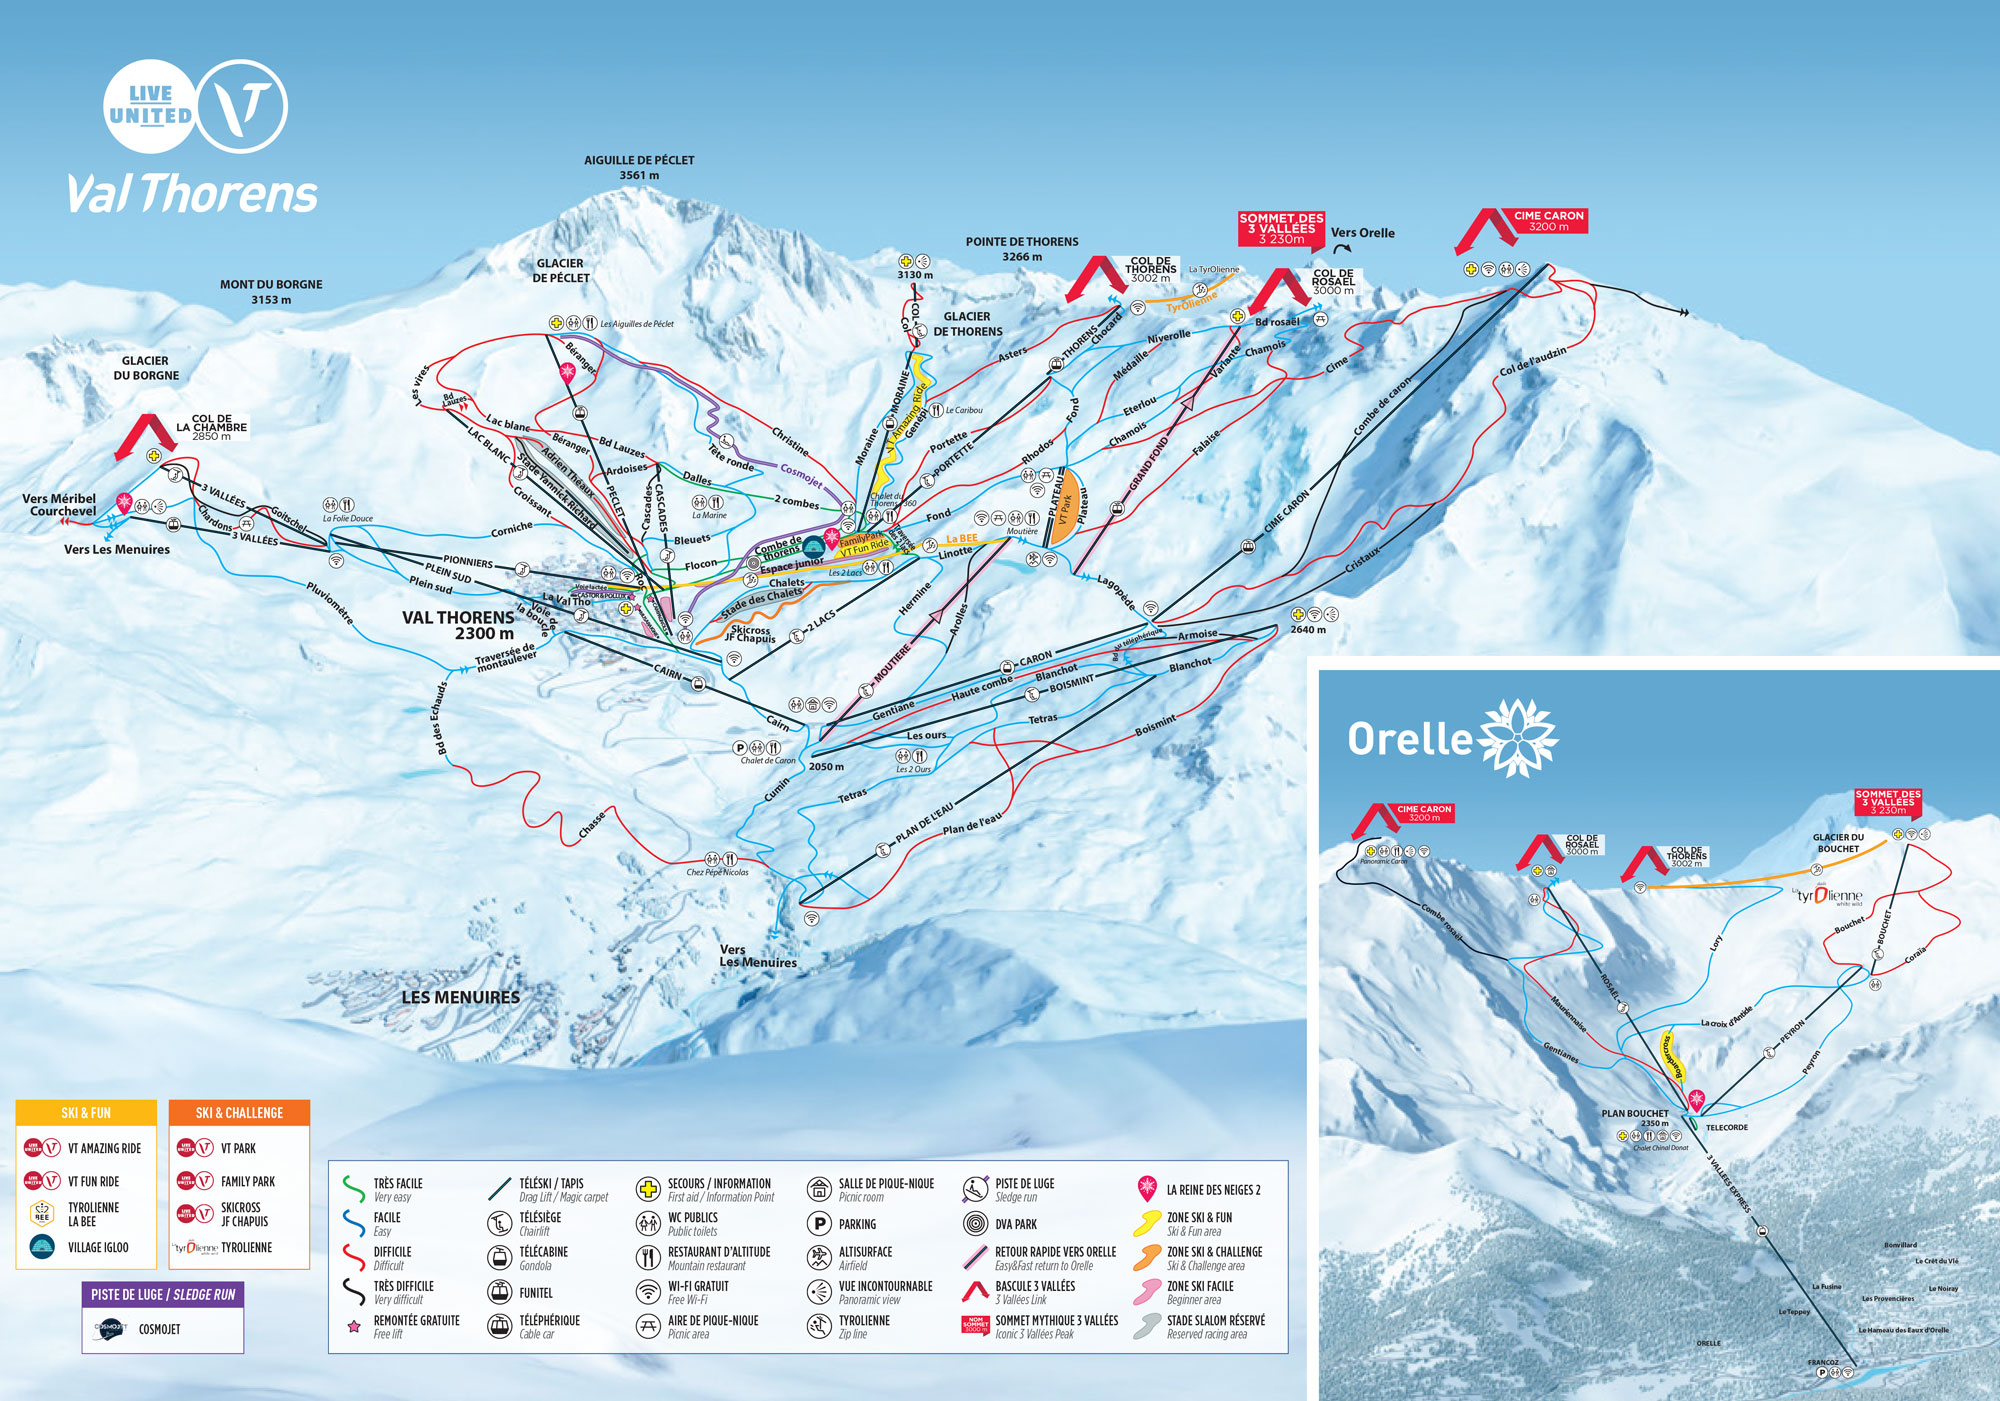 LIVE
UNITED
VT
Val Thorens
AIGUILLE DE PÉCLET
3561 m
MONT DU BORGNE
3153 m
GLACIER
DE PÉCLET
POINTE DE THORENS
3266 m
SOMMET DES
3 VALLÉES
3 230m
Vers Orelle
CIME CARON
3200 m
3130 m
COL DE
THORENS
3002 m
La TyrOlienne
TyrOlienne
COL DE
ROSAËL
3000 m
GLACIER
DE THORENS
GLACIER
DU BORGNE
COL DE
LA CHAMBRE
2850 m
Les Aiguilles de Péclet
Béranger
Les vires
Bd
Lauzes
Lac blanc
LAC BLANC
Béranger
Adrien Théaux
Stade Yannick Richard
Croissant
Bd Lauzes
Ardoises
PECLET
Cascades
CASCADES
Dalles
Tête ronde
Christine
Cosmojet
2 combes
La Marine
Bleuets
Flocon
Combe de
thorens
Espace junior
FamilyPark
VT Fun Ride
Les 2 Lacs
Chalets
Stade des Chalets
Skicross
JF Chapuis
COL
Col
MORAINE
Moraine
VT Amazing Ride
Genépi
Le Caribou
Chalet du
Thorens 360
Traversée
les 2 lacs
Portette
PORTETTE
Asters
THORENS
Chocard
Médaille
Niverolle
Bd rosaël
Chamois
Variante
Cime
Eterlou
Chamois
Fond
Rhodos
Fond
PLATEAU
VT Park
Plateau
GRAND FOND
Falaise
Combe de caron
Col de l'audzin
CIME CARON
Cristaux
La BEE
Linotte
Moutière
Hermine
Arolles
MOUTIERE
2 LACS
Lagopède
Bd du téléphérique
Armoise
2640 m
Blanchot
CARON
Blanchot
Haute combe
BOISMINT
Gentiane
Tetras
Boismint
Les ours
Les 2 Ours
Tetras
PLAN DE L'EAU
Plan de l'eau
Vers Méribel
Courchevel
Vers Les Menuires
3 VALLÉES
Chardons
Goitschel
3 VALLÉES
La Folie Douce
Corniche
PIONNIERS
PLEIN SUD
Plein sud
Pluviomètre
VAL THORENS
2300 m
La Val Tho
CASTOR&POLLUX
Voie de
la boucle
Traversée de
montaulever
CAIRN
Cairn
Chalet de Caron
2050 m
Cumin
Bd des Echauds
Chasse
Chez Pépé Nicolas
Vers
Les Menuires
LES MENUIRES
Orelle
CIME CARON
3200 m
Panoramic Caron
COL DE
ROSAËL
3000 m
COL DE
THORENS
3002 m
GLACIER DU
BOUCHET
SOMMET DES
3 VALLÉES
3 230m
La tyrOlienne
white wild
Combe rosaël
ROSAËL
Lory
Bouchet
BOUCHET
Coraïa
Mauriennaise
Gentianes
La croix d'Antide
Boardercross
PEYRON
Peyron
PLAN BOUCHET
2350 m
Chalet Chinal Donat
TELECORDE
3 VALLÉES EXPRESS
Bonvillard
Le Crêt du Vlé
La Fusine
Le Noiray
Les Provencières
Le Teppey
Le Hameau des Eaux d'Orelle
ORELLE
FRANCOZ
SKI & FUN
VT AMAZING RIDE
VT FUN RIDE
TYROLIENNE
LA BEE
VILLAGE IGLOO
SKI & CHALLENGE
VT PARK
FAMILY PARK
SKICROSS
JF CHAPUIS
TYROLIENNE
PISTE DE LUGE / SLEDGE RUN
COSMOJET
TRÈS FACILE
Very easy
FACILE
Easy
DIFFICILE
Difficult
TRÈS DIFFICILE
Very difficult
REMONTÉE GRATUITE
Free lift
TÉLÉSKI / TAPIS
Drag Lift / Magic carpet
TÉLÉSIÈGE
Chairlift
TÉLÉCABINE
Gondola
FUNITEL
TÉLÉPHÉRIQUE
Cable car
SECOURS / INFORMATION
First aid / Information Point
WC PUBLICS
Public toilets
RESTAURANT D'ALTITUDE
Mountain restaurant
WI-FI GRATUIT
Free Wi-Fi
AIRE DE PIQUE-NIQUE
Picnic area
SALLE DE PIQUE-NIQUE
Picnic room
PARKING
ALTISURFACE
Airfield
VUE INCONTOURNABLE
Panoramic view
TYROLIENNE
Zip line
PISTE DE LUGE
Sledge run
DVA PARK
RETOUR RAPIDE VERS ORELLE
Easy&Fast return to Orelle
BASCULE 3 VALLÉES
3 Vallées Link
NOM
SOMMET
3000 m
SOMMET MYTHIQUE 3 VALLÉES
Iconic 3 Vallées Peak
LA REINE DES NEIGES 2
ZONE SKI & FUN
Ski & Fun area
ZONE SKI & CHALLENGE
Ski & Challenge area
ZONE SKI FACILE
Beginner area
STADE SLALOM RÉSERVÉ
Reserved racing area